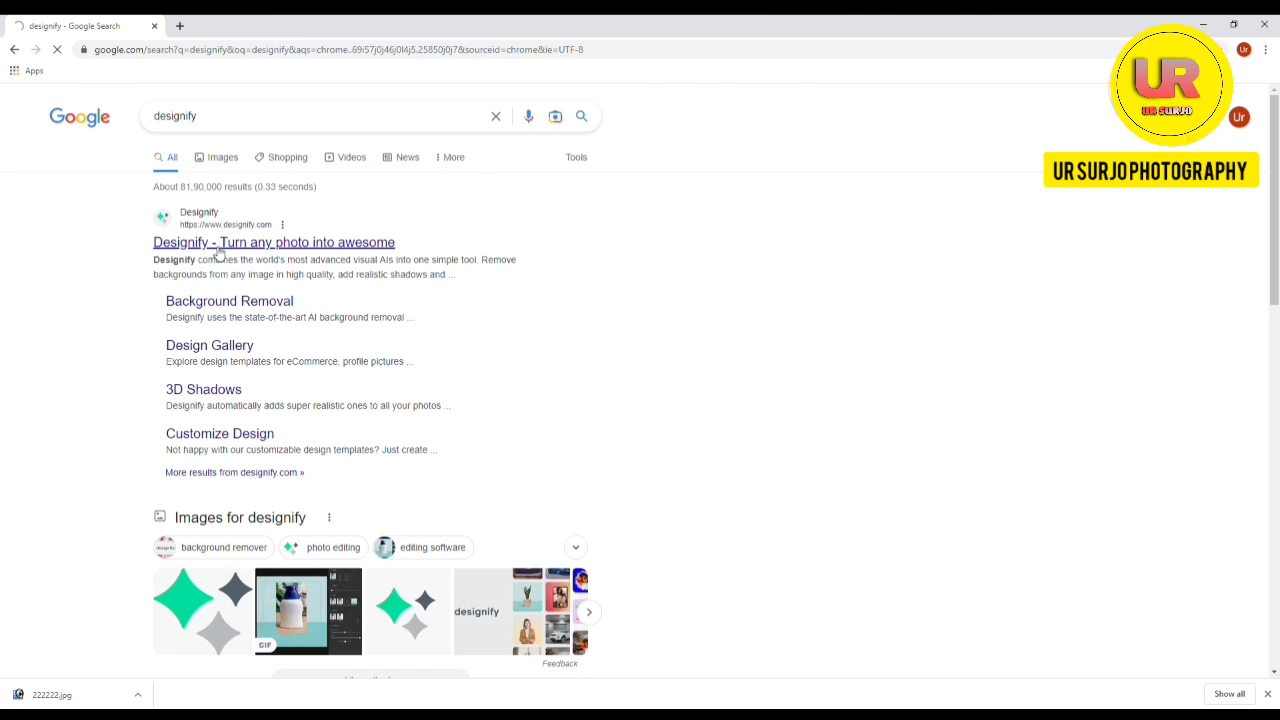 designify - Google Search
google.com/search?q=designify&oq=designify&aqs=chrome..69i57j0j46j0l4j5.25850j0j7&sourceid=chrome&ie=UTF-8
Ur
Apps
UR
UR SURJO
Google
designify
Ur
All
Images
Shopping
Videos
News
More
Tools
UR SURJO PHOTOGRAPHY
About 81,90,000 results (0.33 seconds)
Designify
https://www.designify.com
Designify - Turn any photo into awesome
Designify combines the world's most advanced visual AIs into one simple tool. Remove
backgrounds from any image in high quality, add realistic shadows and ...
Background Removal
Designify uses the state-of-the-art AI background removal ...
Design Gallery
Explore design templates for eCommerce, profile pictures ...
3D Shadows
Designify automatically adds super realistic ones to all your photos ...
Customize Design
Not happy with our customizable design templates? Just create ...
More results from designify.com »
Images for designify
background remover
photo editing
editing software
designify
GIF
Feedback
222222.jpg
Show all